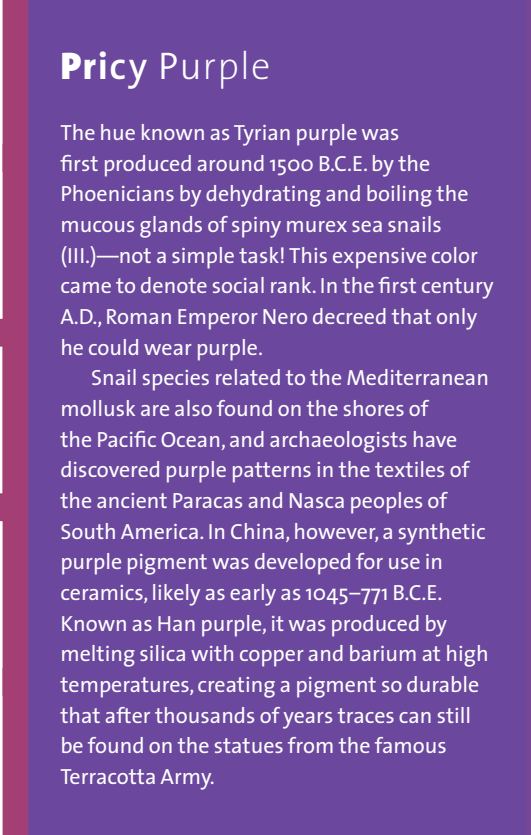 Pricy Purple
The hue known as Tyrian purple was
first produced around 1500 B.C.E. by the
Phoenicians by dehydrating and boiling the
mucous glands of spiny murex sea snails
(III.)—not a simple task! This expensive color
came to denote social rank. In the first century
A.D., Roman Emperor Nero decreed that only
he could wear purple.
Snail species related to the Mediterranean
mollusk are also found on the shores of
the Pacific Ocean, and archaeologists have
discovered purple patterns in the textiles of
the ancient Paracas and Nasca peoples of
South America. In China, however, a synthetic
purple pigment was developed for use in
ceramics, likely as early as 1045–771 B.C.E.
Known as Han purple, it was produced by
melting silica with copper and barium at high
temperatures, creating a pigment so durable
that after thousands of years traces can still
be found on the statues from the famous
Terracotta Army.